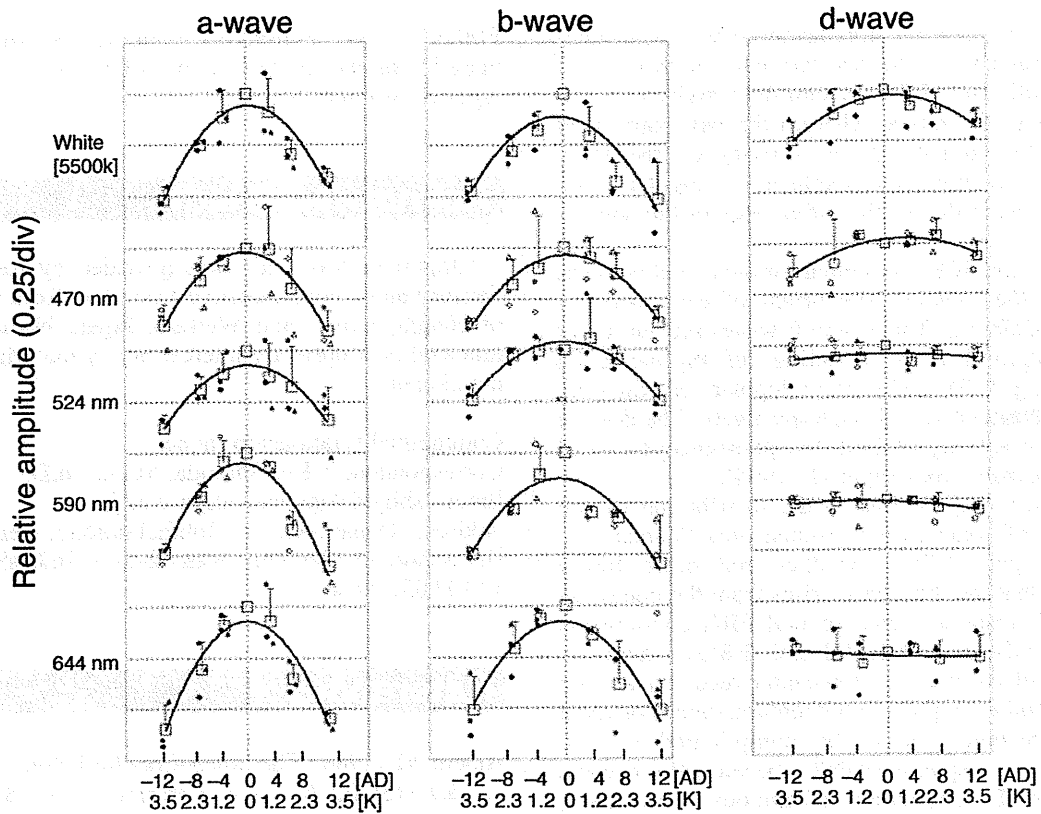 a-wave b-wave d-wave
Relative amplitude (0.25/div)
White
[5500k]
470 nm
524 nm
590 nm
644 nm
−12 −8 −4 0 4 8 12 [AD]
3.5 2.3 1.2 0 1.2 2.3 3.5 [K]
−12 −8 −4 0 4 8 12 [AD]
3.5 2.3 1.2 0 1.2 2.3 3.5 [K]
−12 −8 −4 0 4 8 12 [AD]
3.5 2.3 1.2 0 1.2 2.3 3.5 [K]